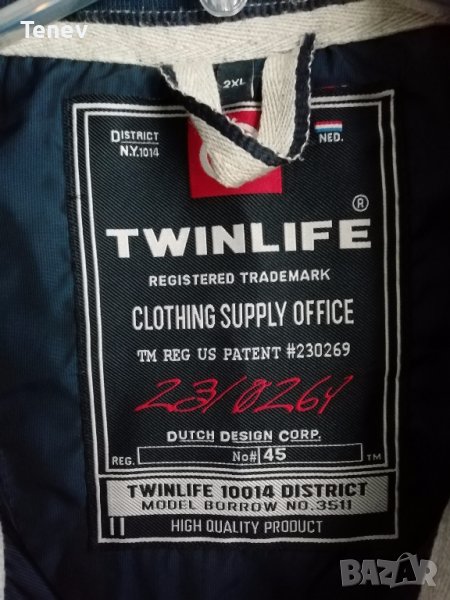 Tenev
2XL
DISTRICT
N.Y.1014
NED.
®
TWINLIFE
REGISTERED TRADEMARK
CLOTHING SUPPLY OFFICE
TM REG US PATENT #230269
23/0264
DUTCH DESIGN CORP.
REG. No# 45 TM
TWINLIFE 10014 DISTRICT
MODEL BORROW NO.3511
HIGH QUALITY PRODUCT
BAZAR